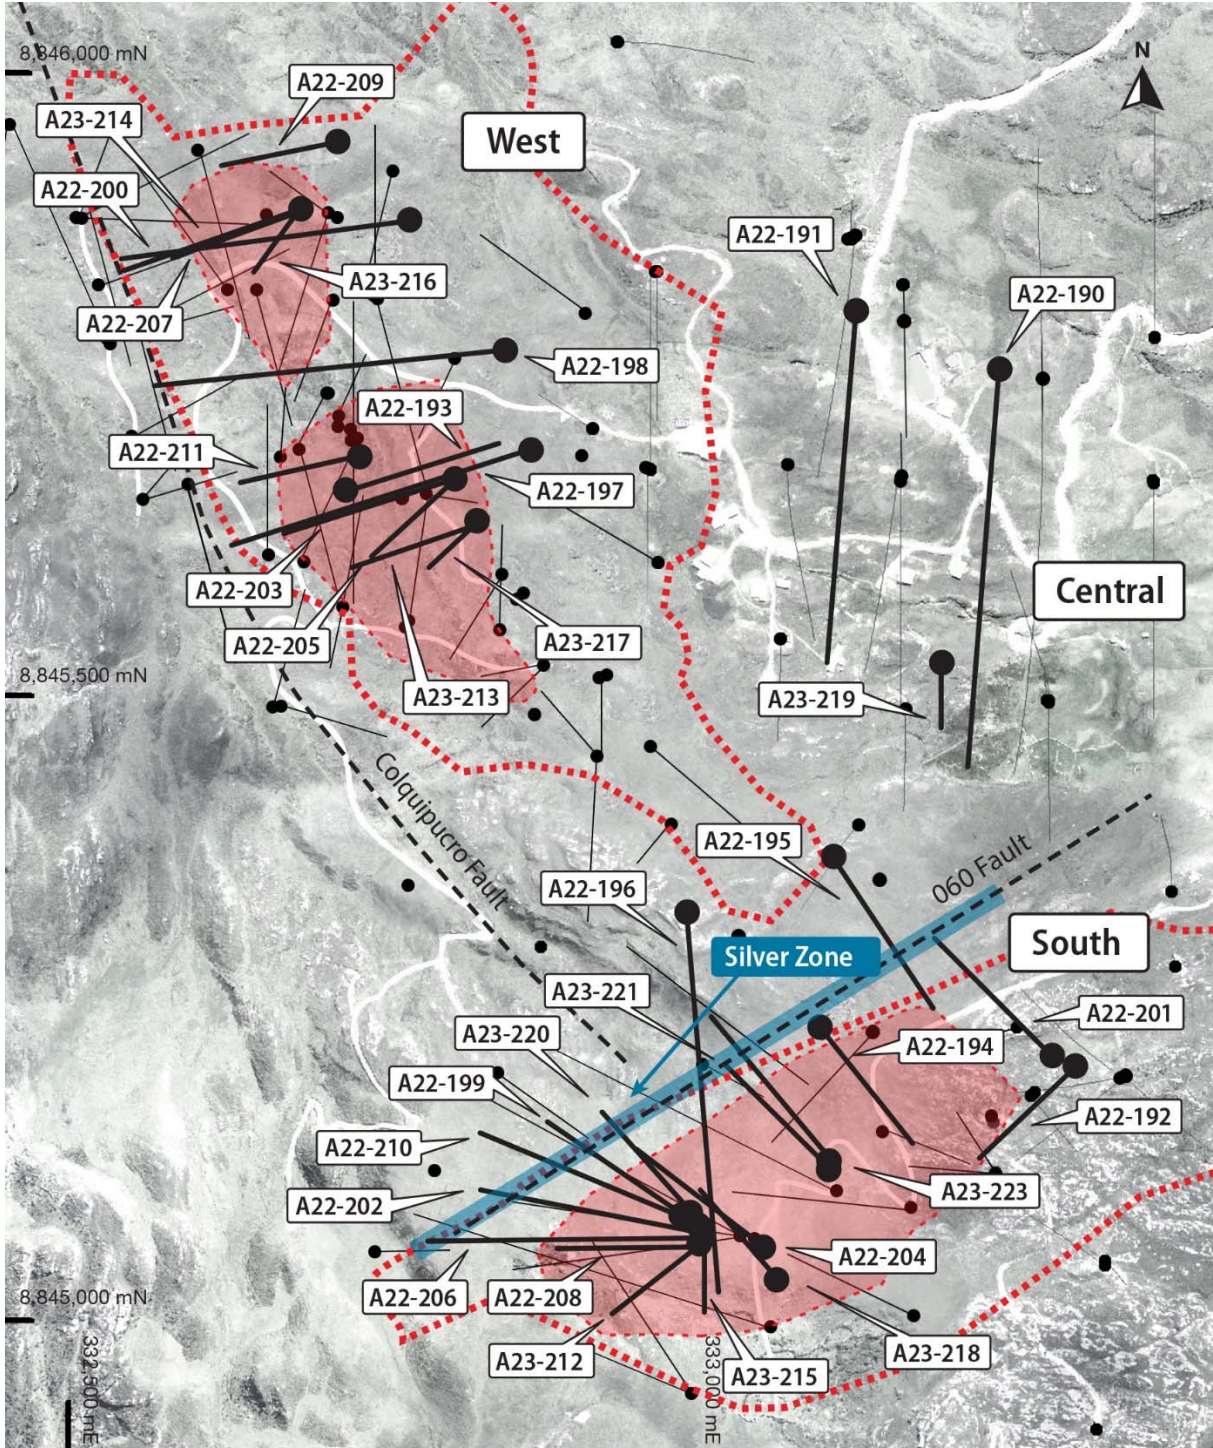 8,846,000 mN
N
A22-209
A23-214
West
A22-200
A22-191
A22-190
A23-216
A22-207
A22-198
A22-193
A22-211
A22-197
A22-203
Central
A22-205
A23-217
8,845,500 mN
A23-213
A23-219
Colquipucro Fault
A22-195
060 Fault
A22-196
South
Silver Zone
A23-221
A22-201
A23-220
A22-194
A22-199
A22-192
A22-210
A23-223
A22-202
A22-204
8,845,000 mN
A22-206
A22-208
332,500 mE
333,000 mE
A23-218
A23-212
A23-215